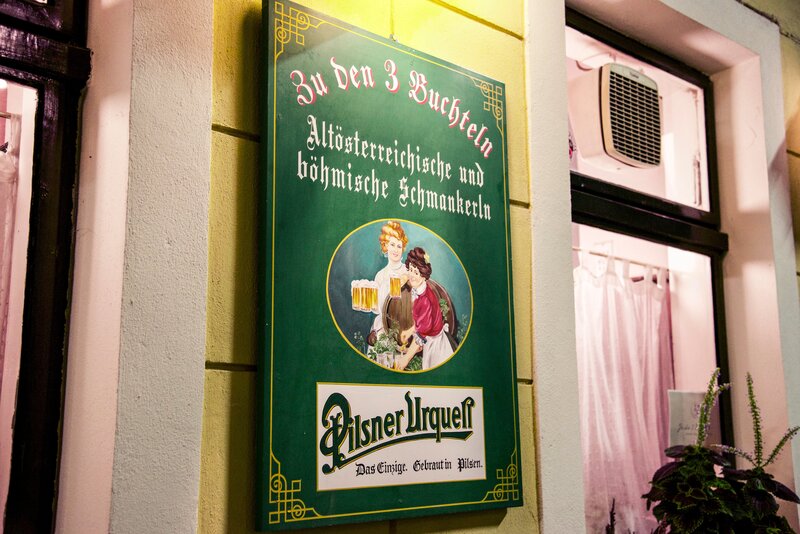 Zu den 3 Buchteln
Altösterreichische und
böhmische Schmankerln
Pilsner Urquell
Das Einzige. Gebraut in Pilsen.